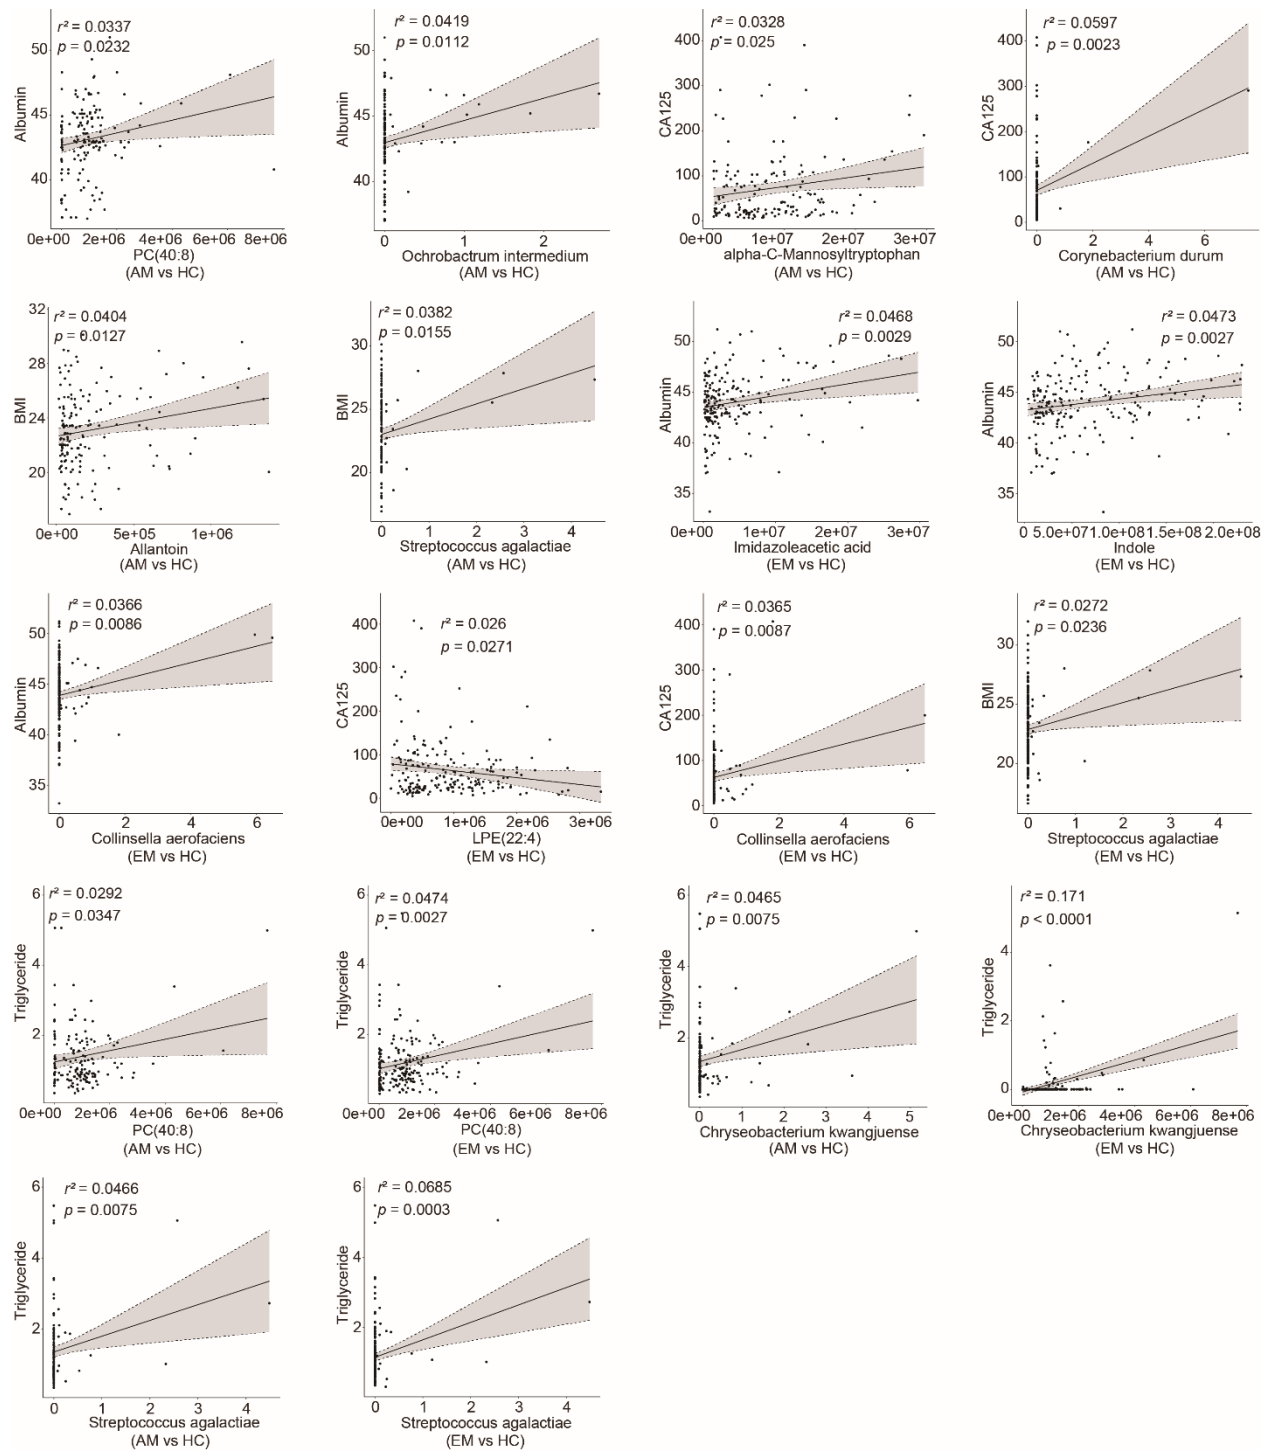 r² = 0.0337
p = 0.0232
Albumin
50
45
40
0e+00 2e+06 4e+06 6e+06 8e+06
PC(40:8)
(AM vs HC)
r² = 0.0419
p = 0.0112
Albumin
50
45
40
0 1 2
Ochrobactrum intermedium
(AM vs HC)
r² = 0.0328
p = 0.025
CA125
400
300
200
100
0
0e+00 1e+07 2e+07 3e+07
alpha-C-Mannosyltryptophan
(AM vs HC)
r² = 0.0597
p = 0.0023
CA125
400
300
200
100
0
0 2 4 6
Corynebacterium durum
(AM vs HC)
r² = 0.0404
p = 0.0127
BMI
32
28
24
20
0e+00 5e+05 1e+06
Allantoin
(AM vs HC)
r² = 0.0382
p = 0.0155
BMI
30
25
20
0 1 2 3 4
Streptococcus agalactiae
(AM vs HC)
r² = 0.0468
p = 0.0029
Albumin
50
45
40
35
0e+00 1e+07 2e+07 3e+07
Imidazoleacetic acid
(EM vs HC)
r² = 0.0473
p = 0.0027
Albumin
50
45
40
35
0 5.0e+07 1.0e+08 1.5e+08 2.0e+08
Indole
(EM vs HC)
r² = 0.0366
p = 0.0086
Albumin
50
45
40
35
0 2 4 6
Collinsella aerofaciens
(EM vs HC)
r² = 0.026
p = 0.0271
CA125
400
300
200
100
0
0e+00 1e+06 2e+06 3e+06
LPE(22:4)
(EM vs HC)
r² = 0.0365
p = 0.0087
CA125
400
300
200
100
0
0 2 4 6
Collinsella aerofaciens
(EM vs HC)
r² = 0.0272
p = 0.0236
BMI
30
25
20
0 1 2 3 4
Streptococcus agalactiae
(EM vs HC)
r² = 0.0292
p = 0.0347
Triglyceride
6
4
2
0e+00 2e+06 4e+06 6e+06 8e+06
PC(40:8)
(AM vs HC)
r² = 0.0474
p = 0.0027
Triglyceride
6
4
2
0e+00 2e+06 4e+06 6e+06 8e+06
PC(40:8)
(EM vs HC)
r² = 0.0465
p = 0.0075
Triglyceride
6
4
2
0 1 2 3 4 5
Chryseobacterium kwangjuense
(AM vs HC)
r² = 0.171
p < 0.0001
Triglyceride
6
4
2
0
0e+00 2e+06 4e+06 6e+06 8e+06
Chryseobacterium kwangjuense
(EM vs HC)
r² = 0.0466
p = 0.0075
Triglyceride
6
4
2
0 1 2 3 4
Streptococcus agalactiae
(AM vs HC)
r² = 0.0685
p = 0.0003
Triglyceride
6
4
2
0 1 2 3 4
Streptococcus agalactiae
(EM vs HC)